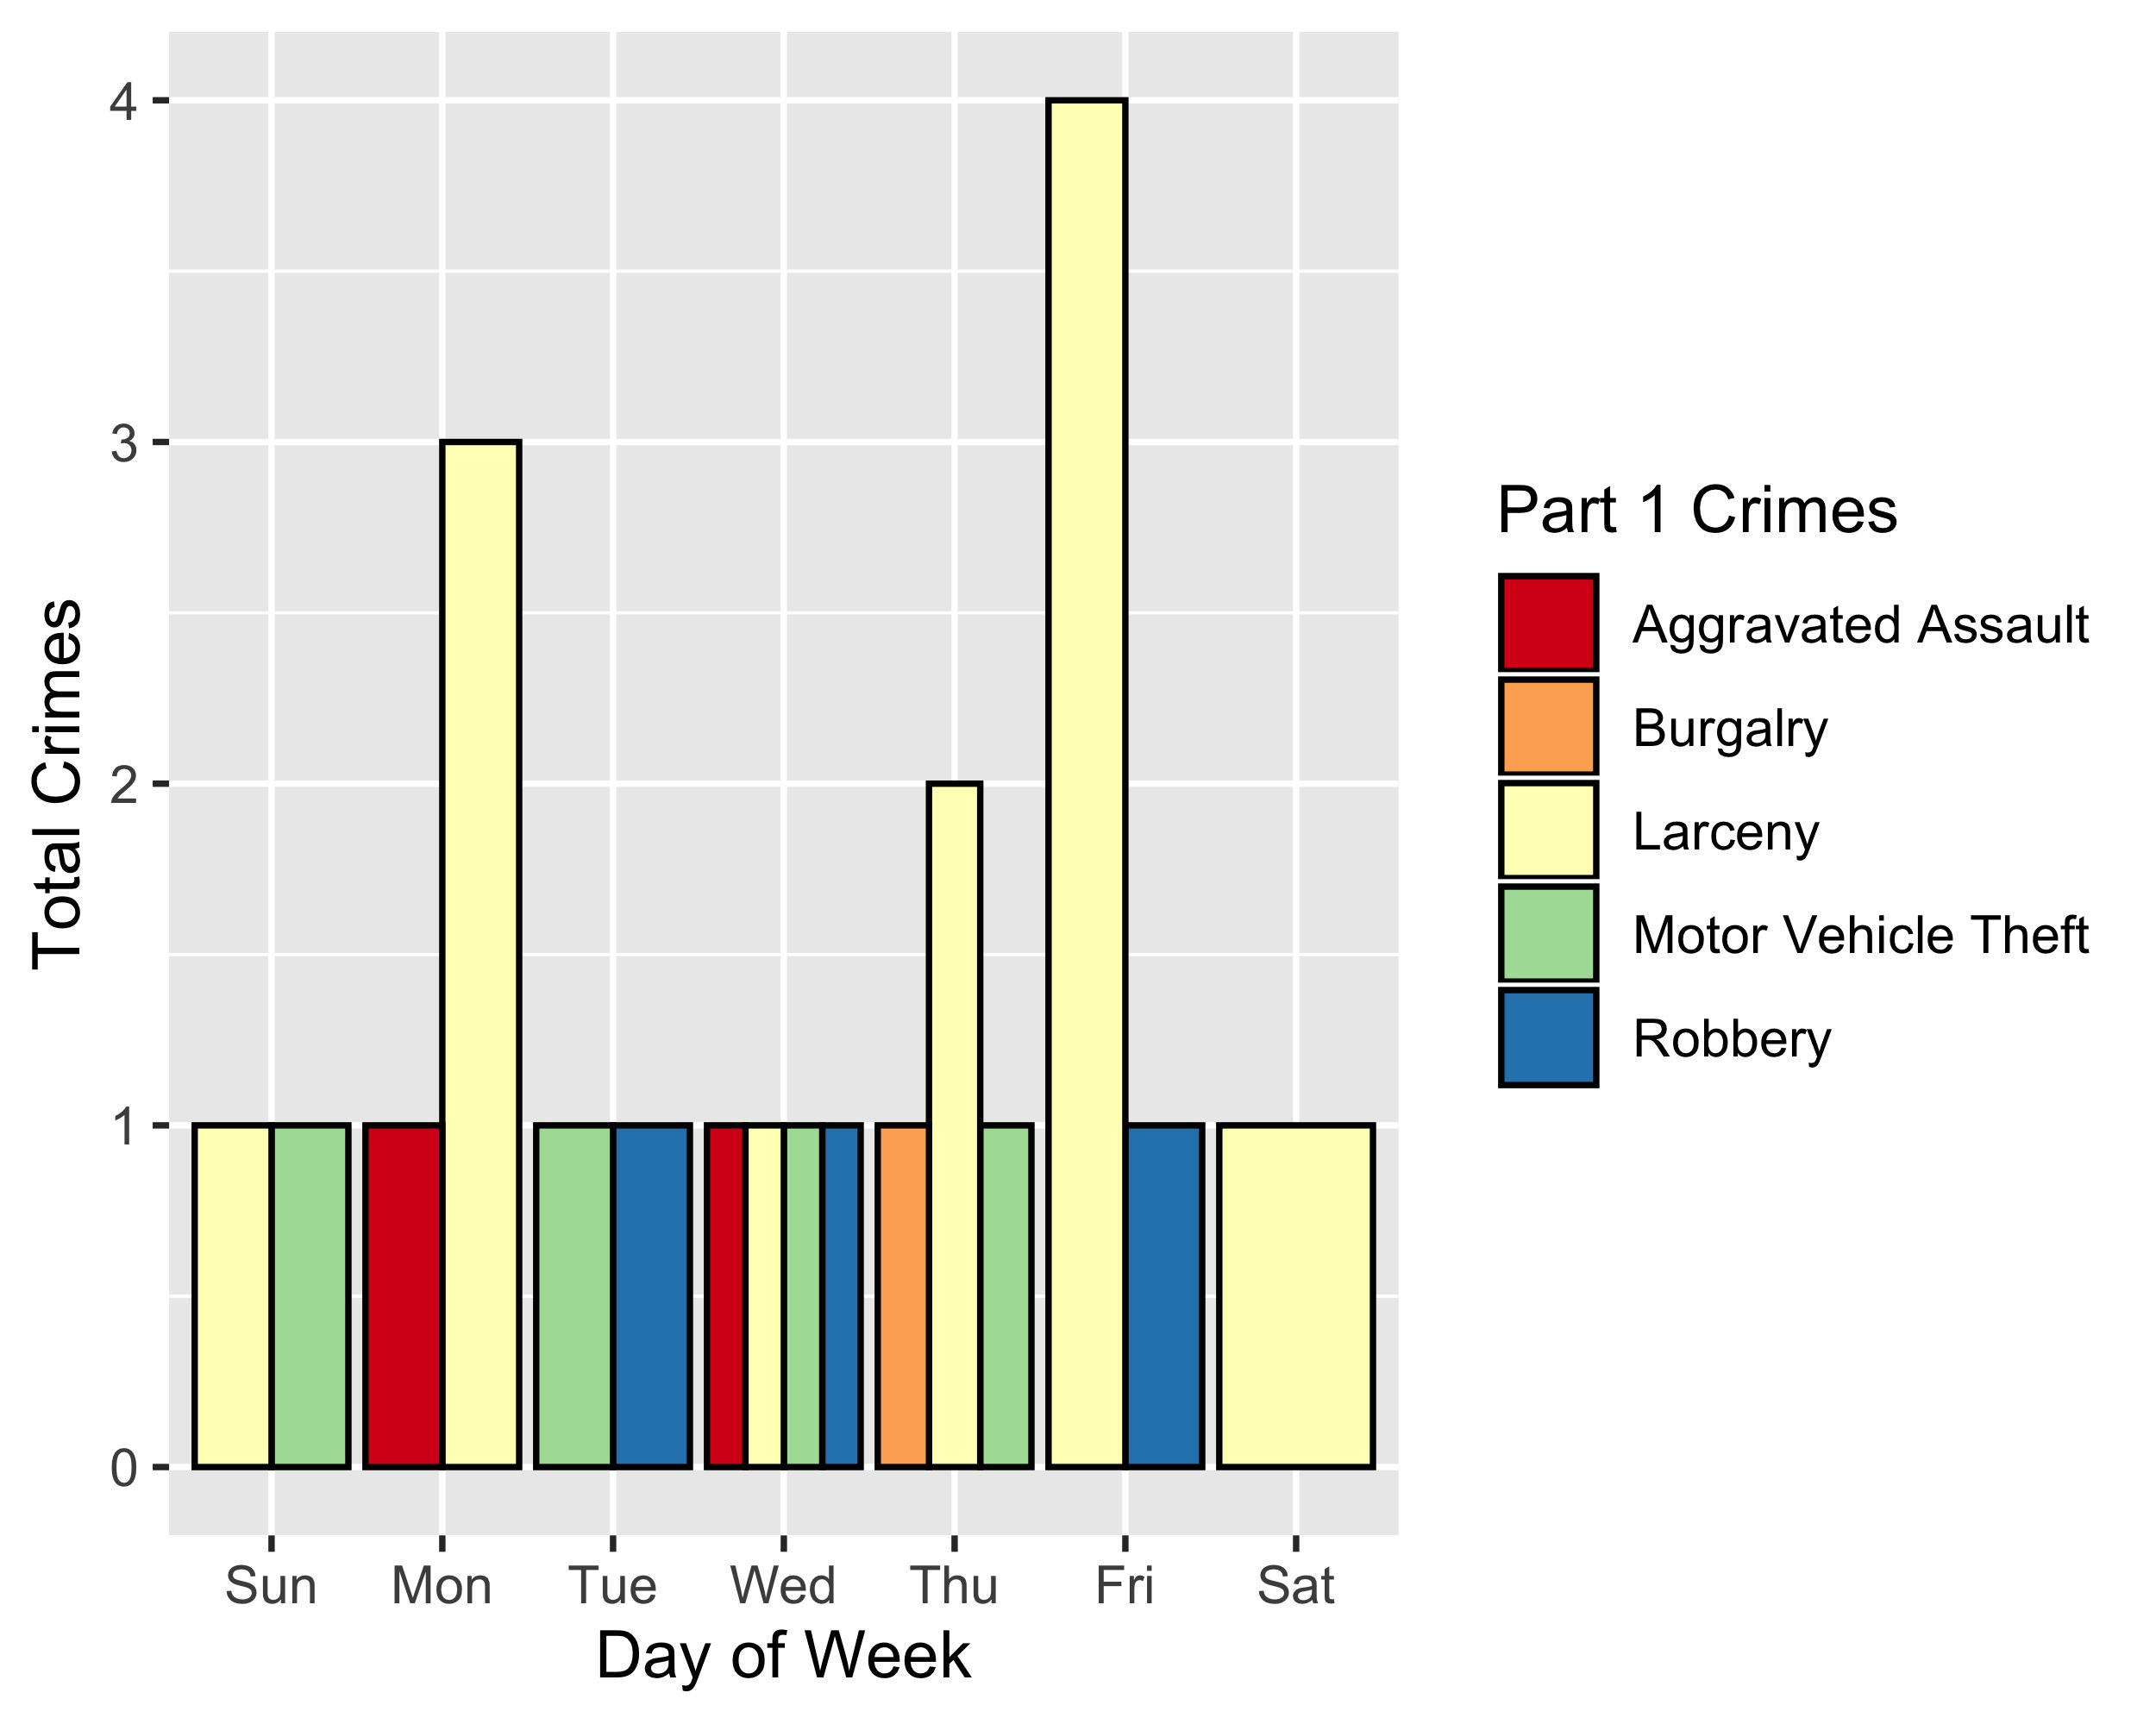 4
3
2
1
0
Total Crimes
Sun Mon Tue Wed Thu Fri Sat
Day of Week
Part 1 Crimes
Aggravated Assault
Burgalry
Larceny
Motor Vehicle Theft
Robbery